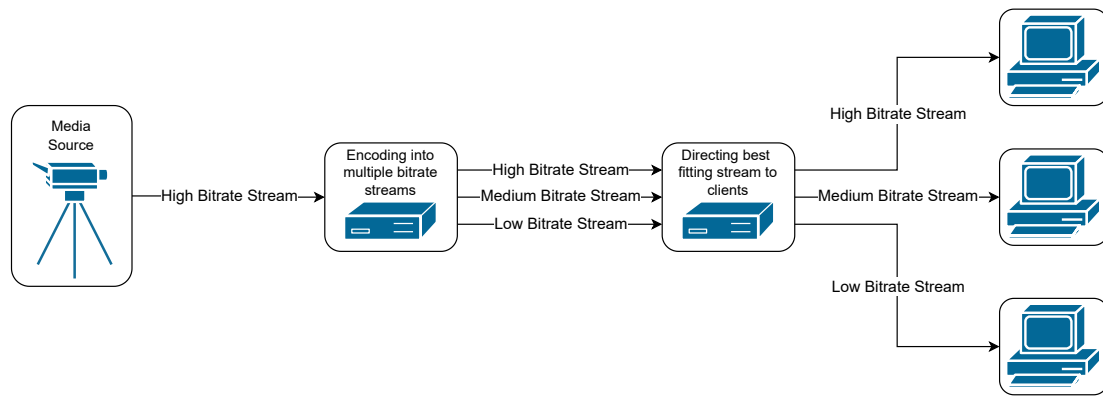 Media
Source
High Bitrate Stream
Encoding into
multiple bitrate
streams
High Bitrate Stream
Medium Bitrate Stream
Low Bitrate Stream
Directing best
fitting stream to
clients
High Bitrate Stream
Medium Bitrate Stream
Low Bitrate Stream